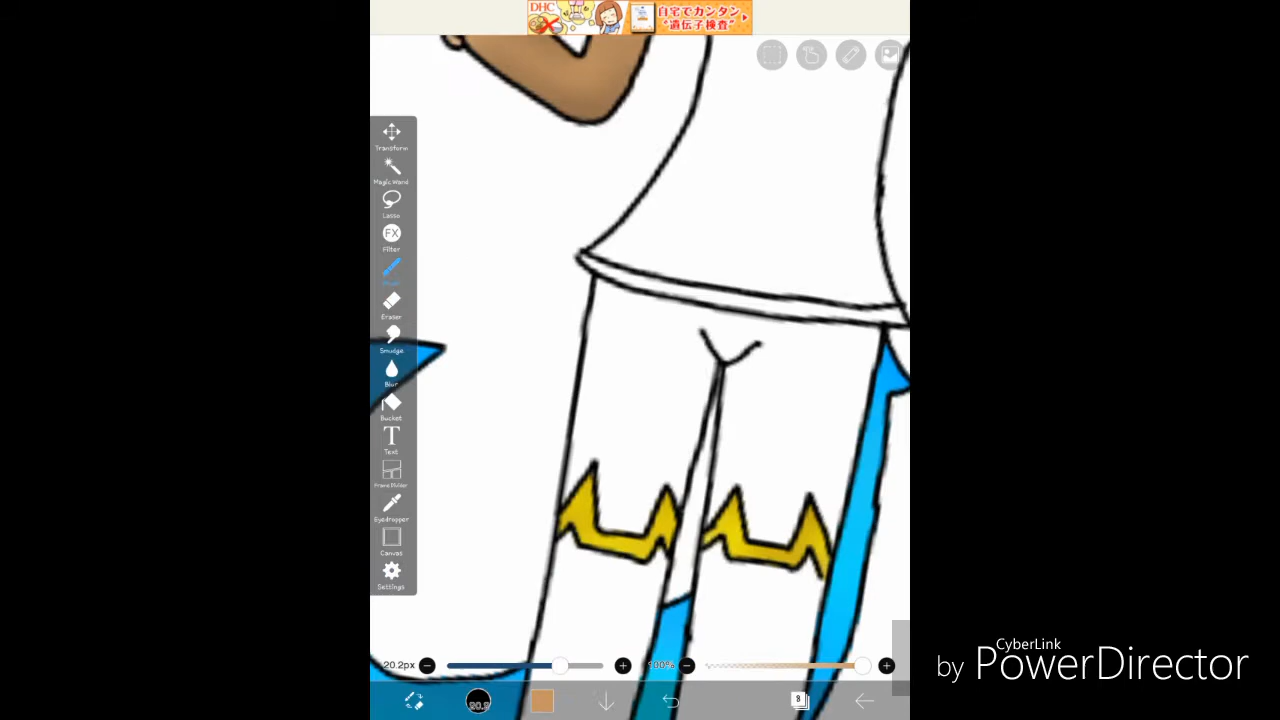 DHC
自宅でカンタン
"遺伝子検査"
Transform
Magic Wand
Lasso
FX
Filter
Eraser
Smudge
Blur
Bucket
T
Text
Frame Divider
Eyedropper
Canvas
Settings
20.2px
100%
8
CyberLink
by PowerDirector